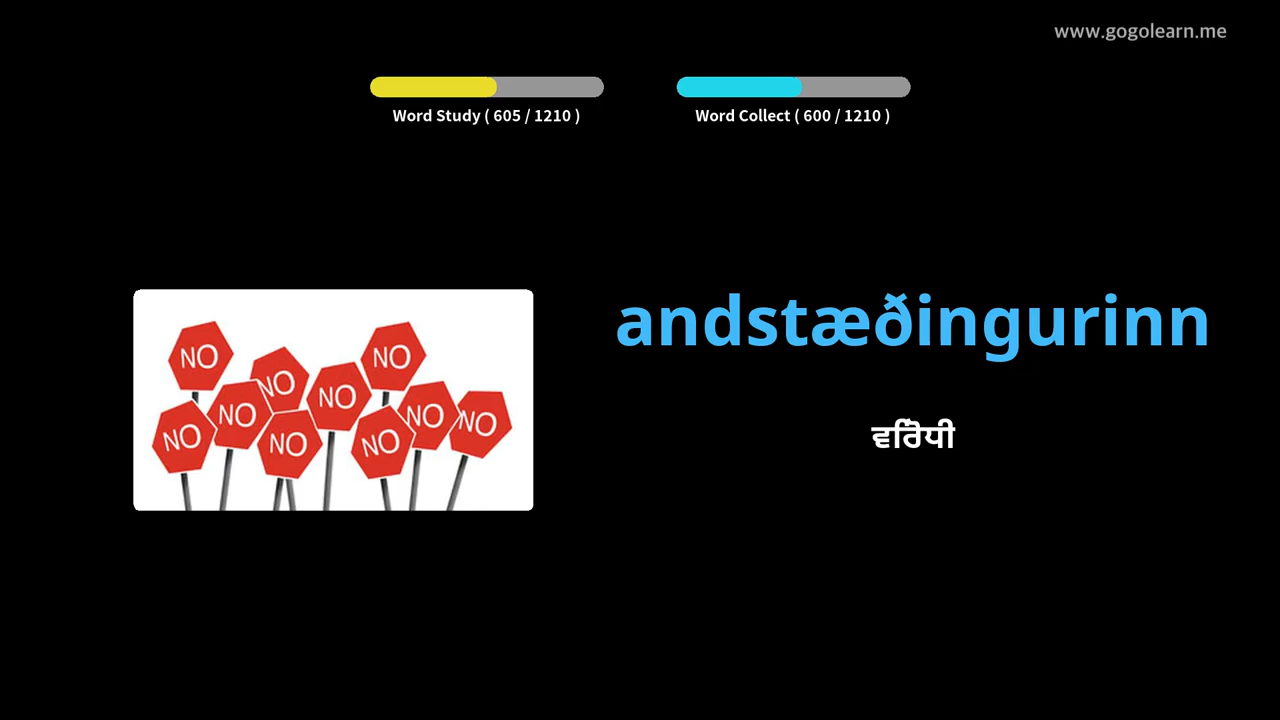 www.gogolearn.me
Word Study ( 605 / 1210 )
Word Collect ( 600 / 1210 )
andstæðingurinn
ਵਿਰੋਧੀ
NO
NO
NO
NO
NO
NO
NO
NO
NO
NO